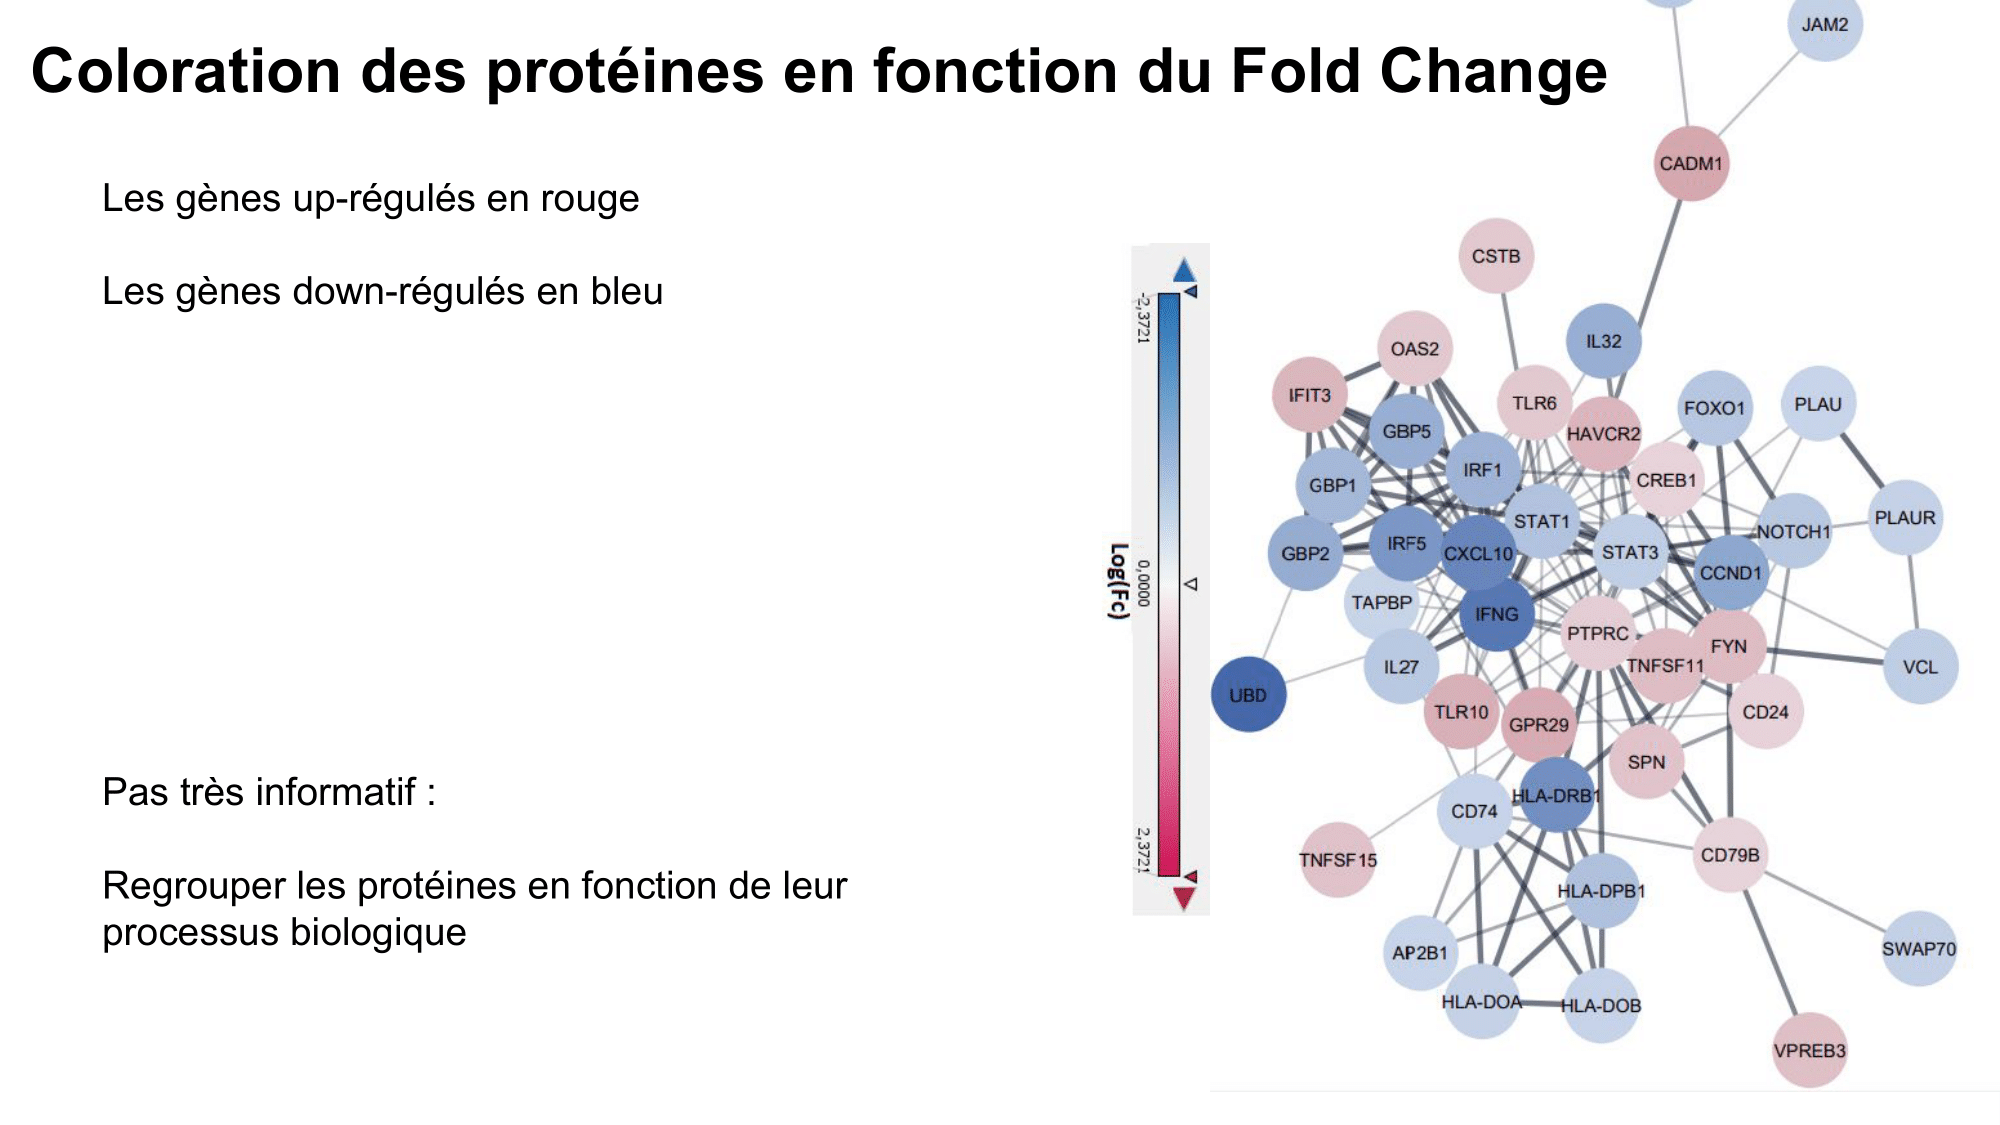 Coloration des protéines en fonction du Fold Change
Les gènes up-régulés en rouge
Les gènes down-régulés en bleu
Pas très informatif :
Regrouper les protéines en fonction de leur
processus biologique
-2,3721
0,0000
2,3721
Log(Fc)
JAM2
CADM1
CSTB
IL32
OAS2
IFIT3
TLR6
FOXO1
PLAU
GBP5
HAVCR2
IRF1
CREB1
GBP1
STAT1
PLAUR
NOTCH1
GBP2
IRF5
CXCL10
STAT3
CCND1
TAPBP
IFNG
PTPRC
FYN
IL27
TNFSF11
VCL
UBD
TLR10
GPR29
CD24
SPN
CD74
HLA-DRB1
TNFSF15
CD79B
HLA-DPB1
AP2B1
SWAP70
HLA-DOA
HLA-DOB
VPREB3